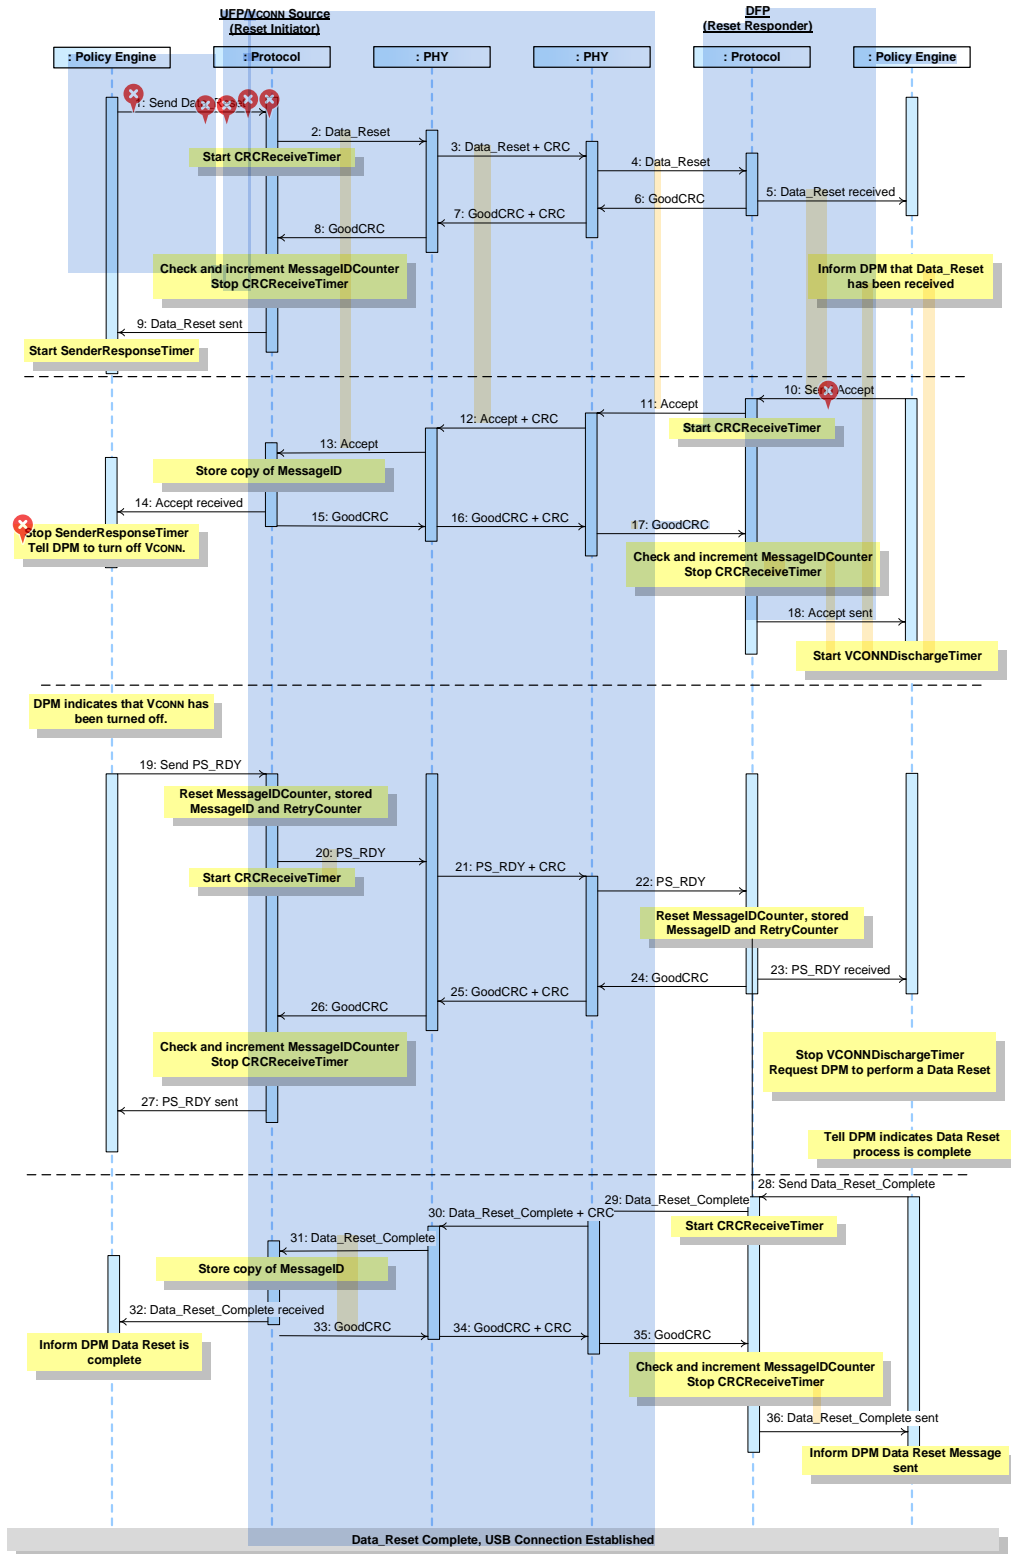 UFP/VCONN Source
(Reset Initiator)
DFP
(Reset Responder)
: Policy Engine
: Protocol
: PHY
: PHY
: Protocol
: Policy Engine
1: Send Data_Reset
2: Data_Reset
Start CRCReceiveTimer
3: Data_Reset + CRC
4: Data_Reset
5: Data_Reset received
6: GoodCRC
7: GoodCRC + CRC
8: GoodCRC
Check and increment MessageIDCounter
Stop CRCReceiveTimer
Inform DPM that Data_Reset
has been received
9: Data_Reset sent
Start SenderResponseTimer
10: Send Accept
11: Accept
Start CRCReceiveTimer
12: Accept + CRC
13: Accept
Store copy of MessageID
14: Accept received
15: GoodCRC
16: GoodCRC + CRC
17: GoodCRC
Stop SenderResponseTimer
Tell DPM to turn off VCONN.
Check and increment MessageIDCounter
Stop CRCReceiveTimer
18: Accept sent
Start VCONNDischargeTimer
DPM indicates that VCONN has
been turned off.
19: Send PS_RDY
Reset MessageIDCounter, stored
MessageID and RetryCounter
20: PS_RDY
Start CRCReceiveTimer
21: PS_RDY + CRC
22: PS_RDY
Reset MessageIDCounter, stored
MessageID and RetryCounter
23: PS_RDY received
24: GoodCRC
25: GoodCRC + CRC
26: GoodCRC
Check and increment MessageIDCounter
Stop CRCReceiveTimer
Stop VCONNDischargeTimer
Request DPM to perform a Data Reset
27: PS_RDY sent
Tell DPM indicates Data Reset
process is complete
28: Send Data_Reset_Complete
29: Data_Reset_Complete
30: Data_Reset_Complete + CRC
Start CRCReceiveTimer
31: Data_Reset_Complete
Store copy of MessageID
32: Data_Reset_Complete received
33: GoodCRC
34: GoodCRC + CRC
35: GoodCRC
Inform DPM Data Reset is
complete
Check and increment MessageIDCounter
Stop CRCReceiveTimer
36: Data_Reset_Complete sent
Inform DPM Data Reset Message
sent
Data_Reset Complete, USB Connection Established